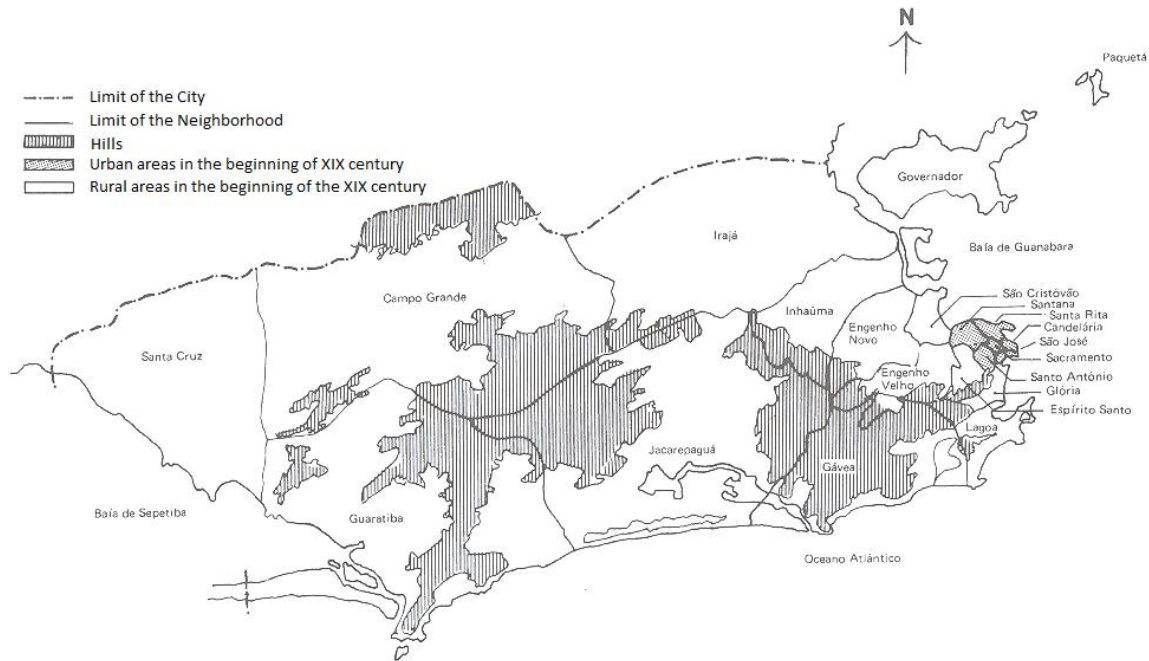 N
Paquetá
Limit of the City
Limit of the Neighborhood
Hills
Urban areas in the beginning of XIX century
Rural areas in the beginning of the XIX century
Governador
Irajá
Baía de Guanabara
Campo Grande
São Cristóvão
Santana
Santa Rita
Candelária
São José
Sacramento
Santo Antônio
Glória
Espírito Santo
Inhaúma
Engenho
Novo
Santa Cruz
Engenho
Velho
Lagoa
Jacarepaguá
Gávea
Baía de Sepetiba
Guaratiba
Oceano Atlântico